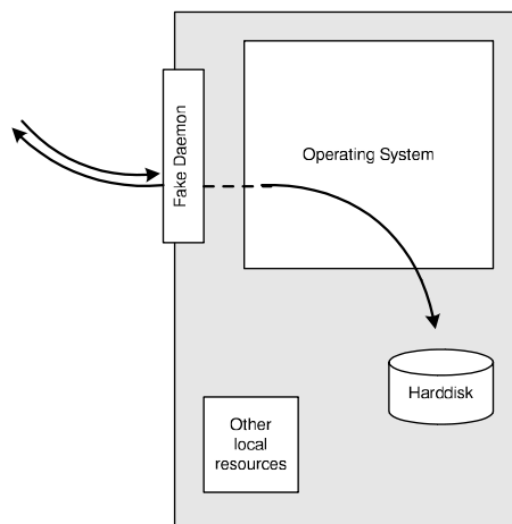 Operating System
Fake Daemon
Harddisk
Other
local
resources